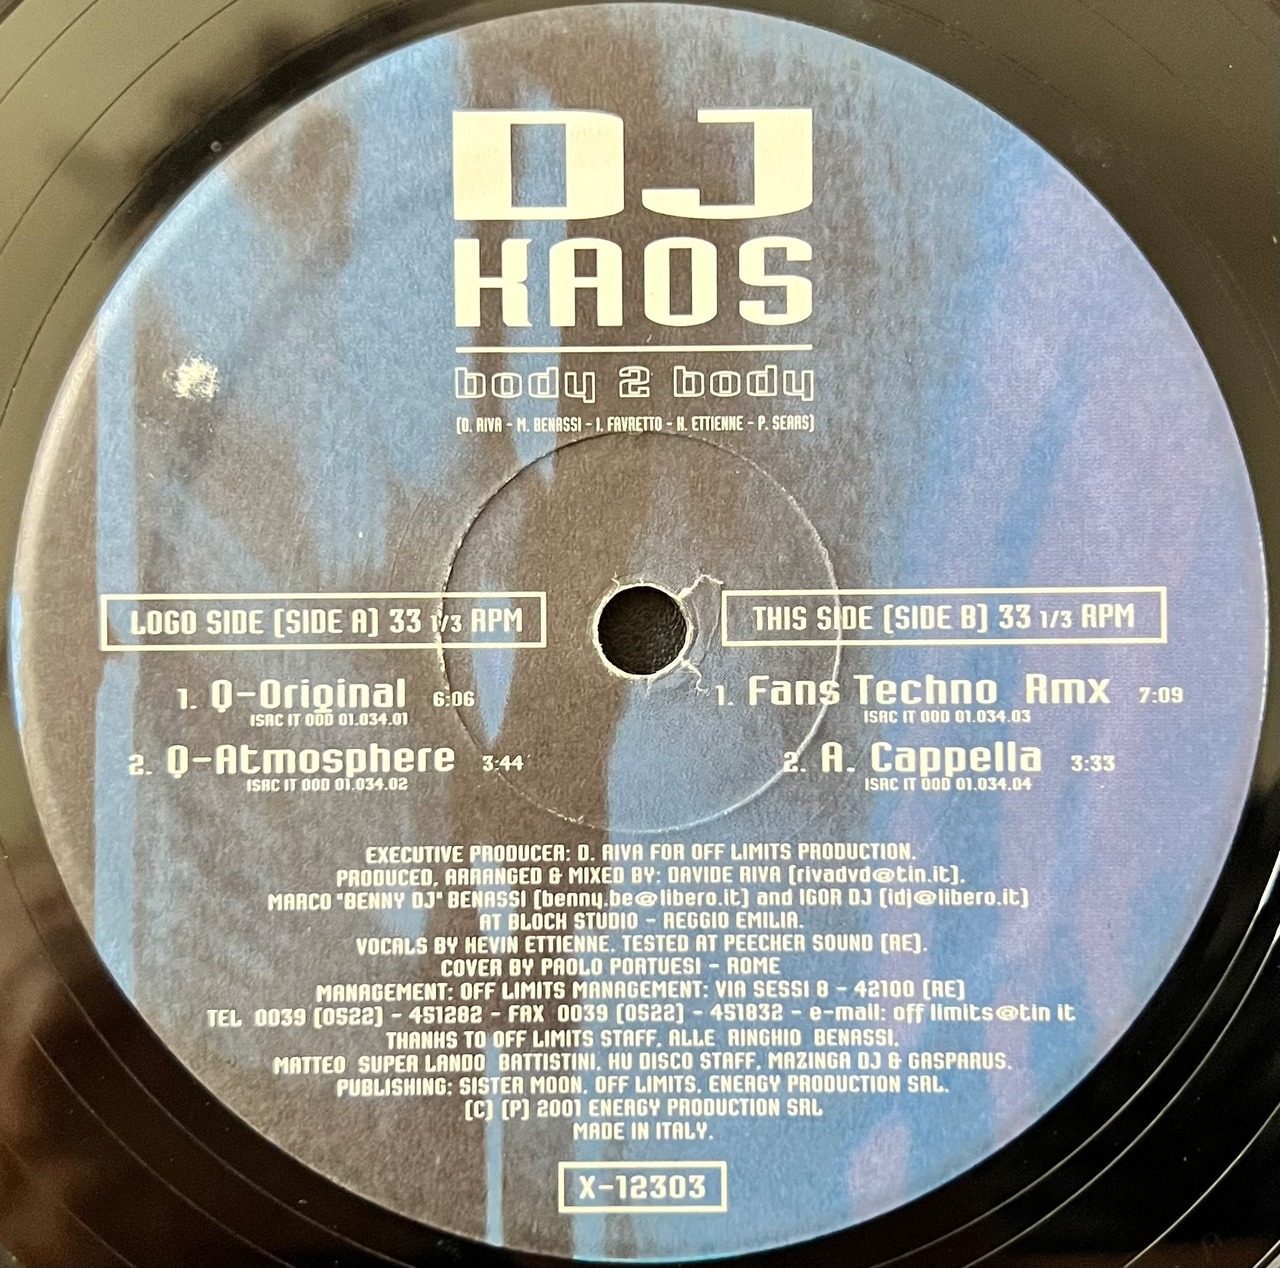 DJ
KAOS
body 2 body
[D. RIVA - M. BENASSI - I. FAVRETTO - K. ETTIENNE - P. SEARS]
LOGO SIDE [SIDE A] 33 1/3 RPM
1. Q-Original 6:06
ISRC IT 00D 01.034.01
2. Q-Atmosphere 3:44
ISRC IT 00D 01.034.02
THIS SIDE [SIDE B] 33 1/3 RPM
1. Fans Techno Rmx 7:09
ISRC IT 00D 01.034.03
2. A. Cappella 3:33
ISRC IT 00D 01.034.04
EXECUTIVE PRODUCER: D. RIVA FOR OFF LIMITS PRODUCTION.
PRODUCED, ARRANGED & MIXED BY: DAVIDE RIVA [rivadvd@tin.it],
MARCO "BENNY DJ" BENASSI [benny.be@libero.it] and IGOR DJ [idj@libero.it]
AT BLOCK STUDIO - REGGIO EMILIA.
VOCALS BY KEVIN ETTIENNE. TESTED AT PEECHER SOUND [RE].
COVER BY PAOLO PORTUESI - ROME
MANAGEMENT: OFF LIMITS MANAGEMENT: VIA SESSI 8 - 42100 [RE]
TEL 0039 [0522] - 451282 - FAX 0039 [0522] - 451832 - e-mail: off limits@tin it
THANKS TO OFF LIMITS STAFF, ALLE RINGHIO BENASSI,
MATTEO SUPER LANDO BATTISTINI, KU DISCO STAFF, MAZINGA DJ & GASPARUS.
PUBLISHING: SISTER MOON, OFF LIMITS, ENERGY PRODUCTION SRL.
[C] [P] 2001 ENERGY PRODUCTION SRL
MADE IN ITALY.
X-12303